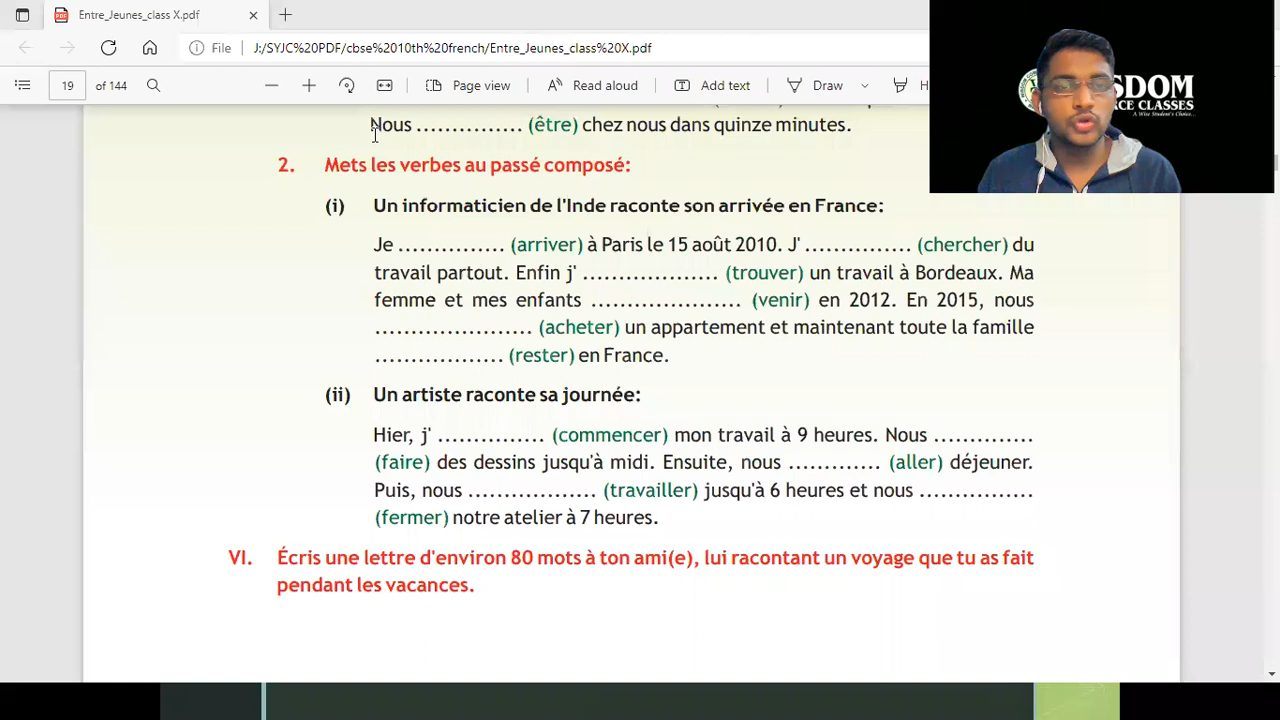 Entre_Jeunes_class X.pdf
File J:/SYJC%20PDF/cbse%2010th%20french/Entre_Jeunes_class%20X.pdf
19 of 144 Page view Read aloud Add text Draw
Nous .............. (être) chez nous dans quinze minutes.
2. Mets les verbes au passé composé:
(i) Un informaticien de l'Inde raconte son arrivée en France:
Je .............. (arriver) à Paris le 15 août 2010. J' .............. (chercher) du
travail partout. Enfin j' .................. (trouver) un travail à Bordeaux. Ma
femme et mes enfants .................... (venir) en 2012. En 2015, nous
..................... (acheter) un appartement et maintenant toute la famille
................. (rester) en France.
(ii) Un artiste raconte sa journée:
Hier, j' .............. (commencer) mon travail à 9 heures. Nous .............
(faire) des dessins jusqu'à midi. Ensuite, nous ............. (aller) déjeuner.
Puis, nous ................. (travailler) jusqu'à 6 heures et nous ...............
(fermer) notre atelier à 7 heures.
VI. Écris une lettre d'environ 80 mots à ton ami(e), lui racontant un voyage que tu as fait
pendant les vacances.